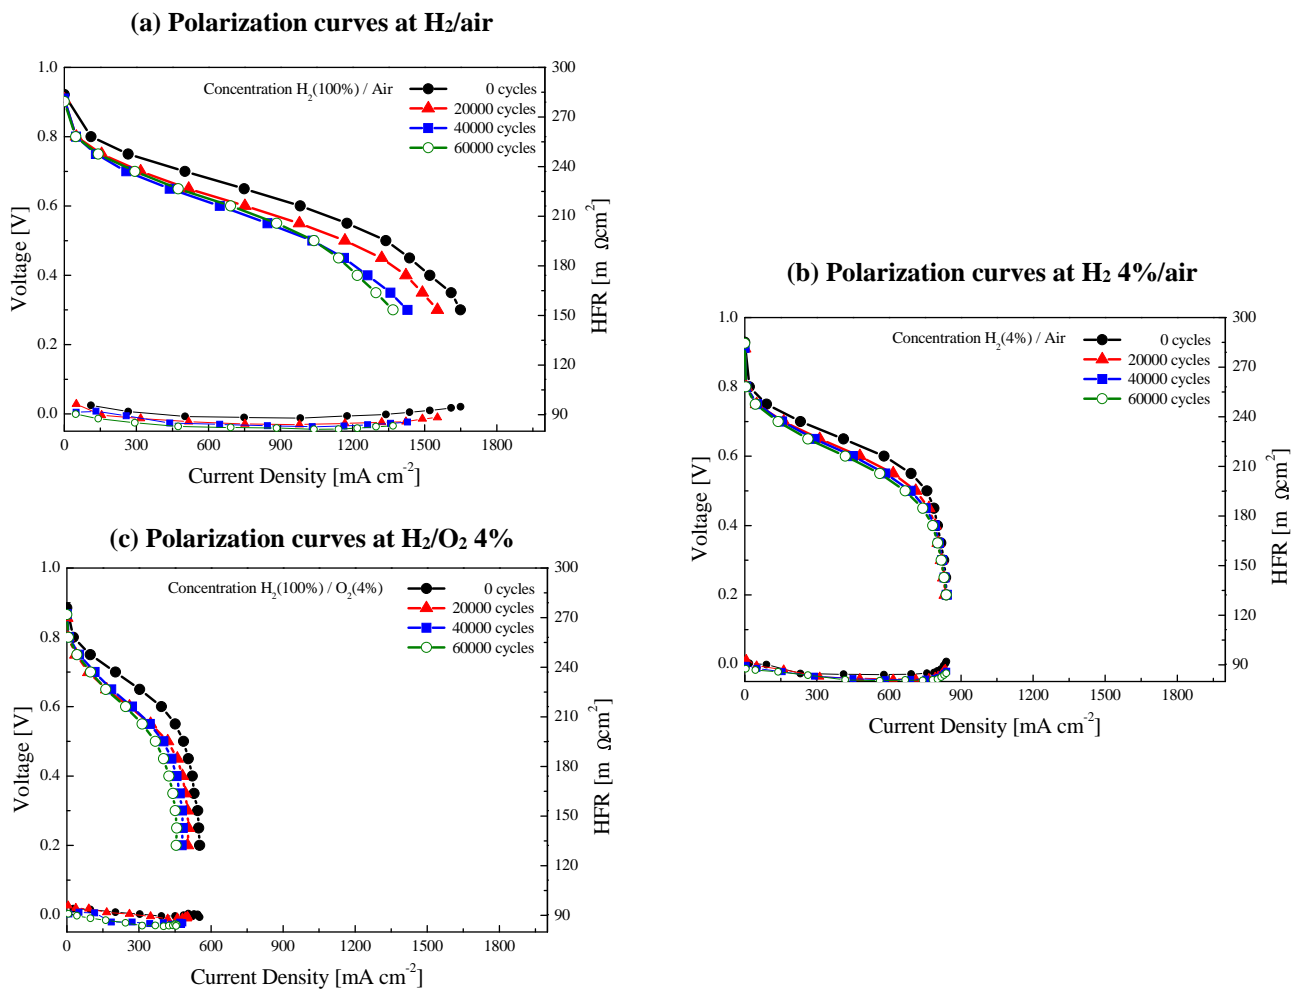 (a) Polarization curves at H2/air
Concentration H2(100%) / Air
0 cycles
20000 cycles
40000 cycles
60000 cycles
1.0
0.8
0.6
0.4
0.2
0.0
Voltage [V]
300
270
240
210
180
150
120
90
HFR [m Ωcm2]
0 300 600 900 1200 1500 1800
Current Density [mA cm-2]
(b) Polarization curves at H2 4%/air
Concentration H2(4%) / Air
0 cycles
20000 cycles
40000 cycles
60000 cycles
1.0
0.8
0.6
0.4
0.2
0.0
Voltage [V]
300
270
240
210
180
150
120
90
HFR [m Ωcm2]
0 300 600 900 1200 1500 1800
Current Density [mA cm-2]
(c) Polarization curves at H2/O2 4%
Concentration H2(100%) / O2(4%)
0 cycles
20000 cycles
40000 cycles
60000 cycles
1.0
0.8
0.6
0.4
0.2
0.0
Voltage [V]
300
270
240
210
180
150
120
90
HFR [m Ωcm2]
0 300 600 900 1200 1500 1800
Current Density [mA cm-2]